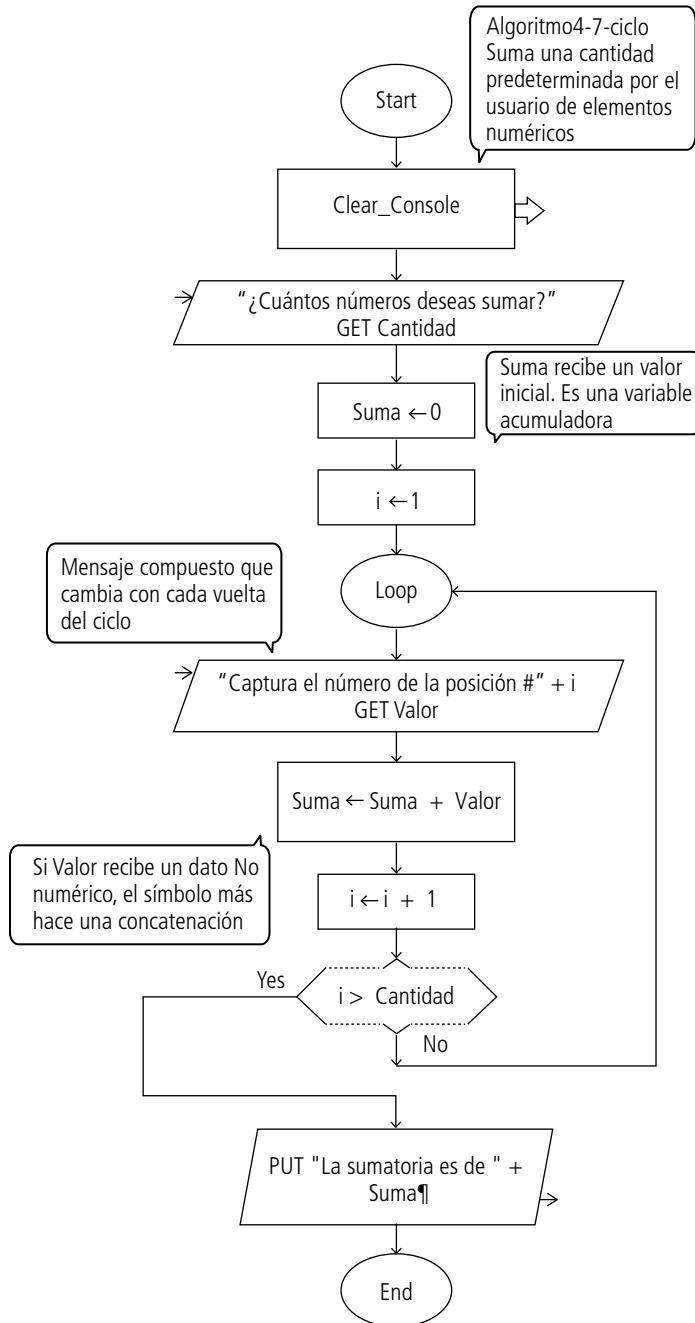 Algoritmo4-7-ciclo
Suma una cantidad
predeterminada por el
usuario de elementos
numéricos
Start
Clear_Console
"¿Cuántos números deseas sumar?"
GET Cantidad
Suma recibe un valor
inicial. Es una variable
acumuladora
Suma ← 0
i ← 1
Mensaje compuesto que
cambia con cada vuelta
del ciclo
Loop
"Captura el número de la posición #" + i
GET Valor
Suma ← Suma + Valor
Si Valor recibe un dato No
numérico, el símbolo más
hace una concatenación
i ← i + 1
Yes
i > Cantidad
No
PUT "La sumatoria es de " +
Suma¶
End